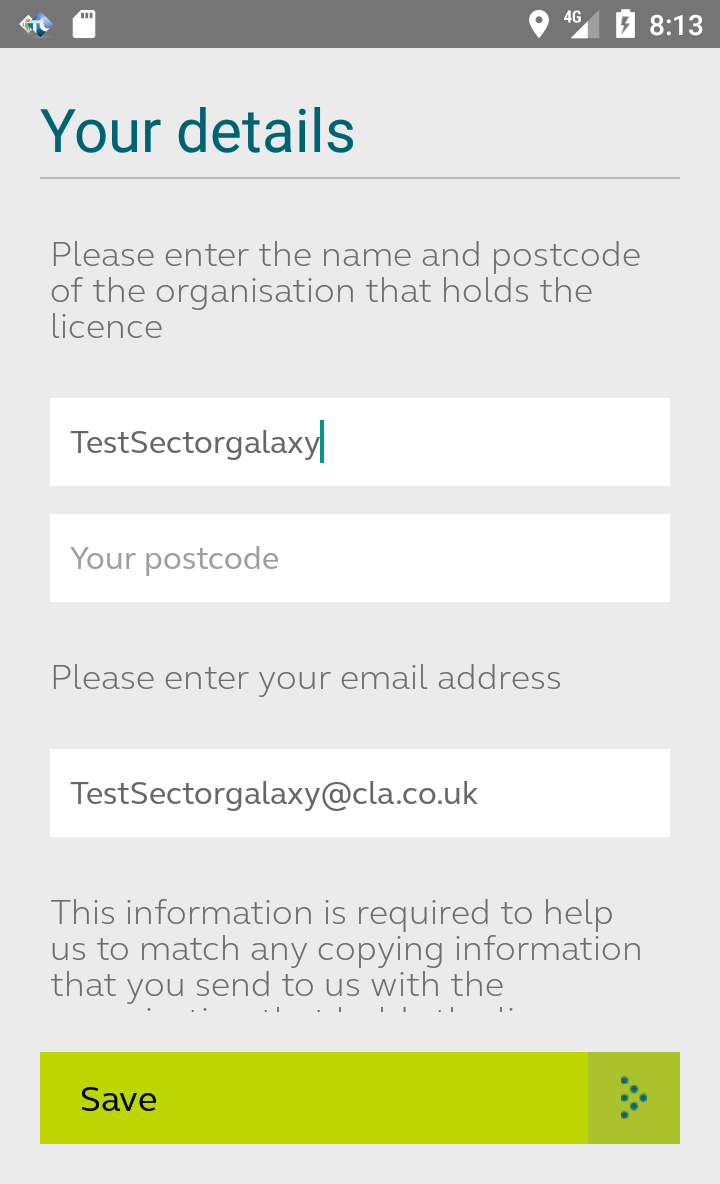 4G 8:13
Your details
Please enter the name and postcode
of the organisation that holds the
licence
TestSectorgalaxy
Your postcode
Please enter your email address
TestSectorgalaxy@cla.co.uk
This information is required to help
us to match any copying information
that you send to us with the
Save